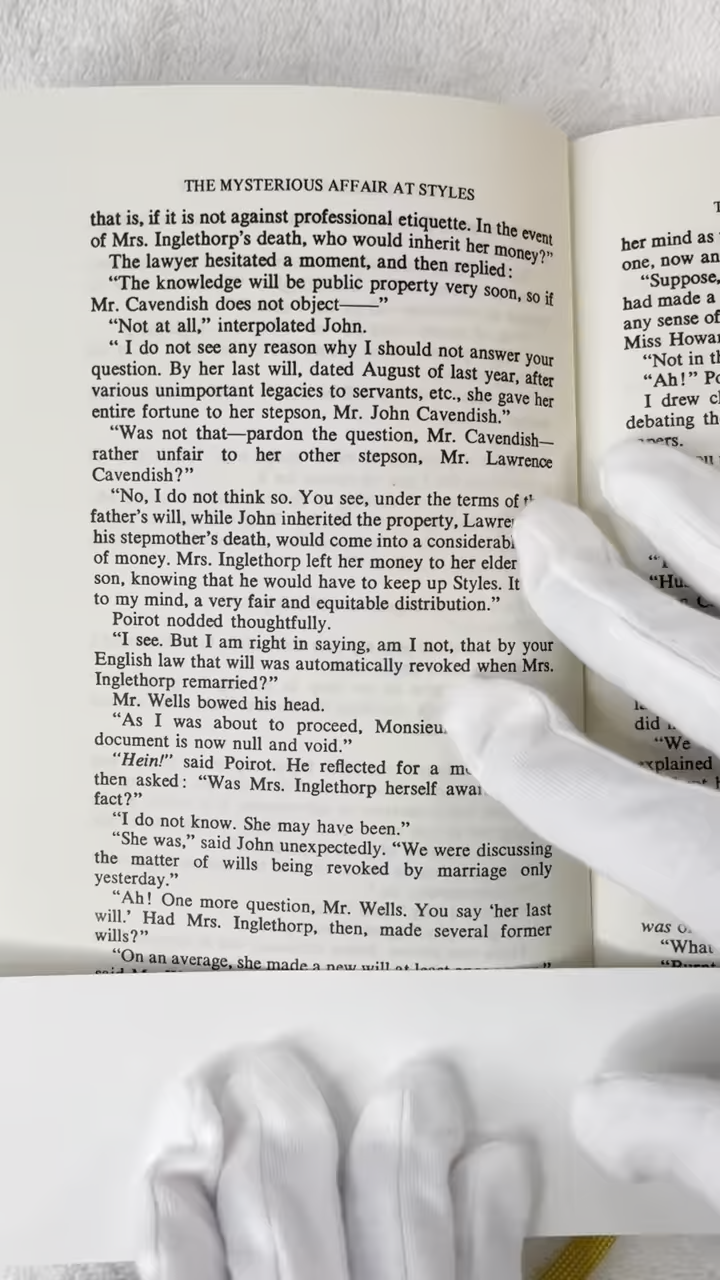 THE MYSTERIOUS AFFAIR AT STYLES
that is, if it is not against professional etiquette. In the event
of Mrs. Inglethorp's death, who would inherit her money?”
The lawyer hesitated a moment, and then replied:
“The knowledge will be public property very soon, so if
Mr. Cavendish does not object——”
“Not at all,” interpolated John.
“ I do not see any reason why I should not answer your
question. By her last will, dated August of last year, after
various unimportant legacies to servants, etc., she gave her
entire fortune to her stepson, Mr. John Cavendish.”
“Was not that—pardon the question, Mr. Cavendish—
rather unfair to her other stepson, Mr. Lawrence
Cavendish?”
“No, I do not think so. You see, under the terms of
father's will, while John inherited the property,
his stepmother's death, would come into a
of money. Mrs. Inglethorp left her money to her elder
son, knowing that he would have to keep up Styles. It
to my mind, a very fair and equitable distribution.”
Poirot nodded thoughtfully.
“I see. But I am right in saying, am I not, that by your
English law that will was automatically revoked when Mrs.
Inglethorp remarried?”
Mr. Wells bowed his head.
“As I was about to proceed,
document is now null and void.”
“Hein!” said Poirot. He reflected for a
then asked: “Was Mrs. Inglethorp herself
fact?”
“I do not know. She may have been.”
“She was,” said John unexpectedly. “We were discussing
the matter of wills being revoked by marriage only
yesterday.”
“Ah! One more question, Mr. Wells. You say ‘her last
will.’ Had Mrs. Inglethorp, then, made several former
wills?”
“On an average, she made a new will at least
her mind as
one, now
“Suppose,
had made a
any sense of
Miss
“Not in
“Ah!”
I drew
debating
did
“We
was
“What